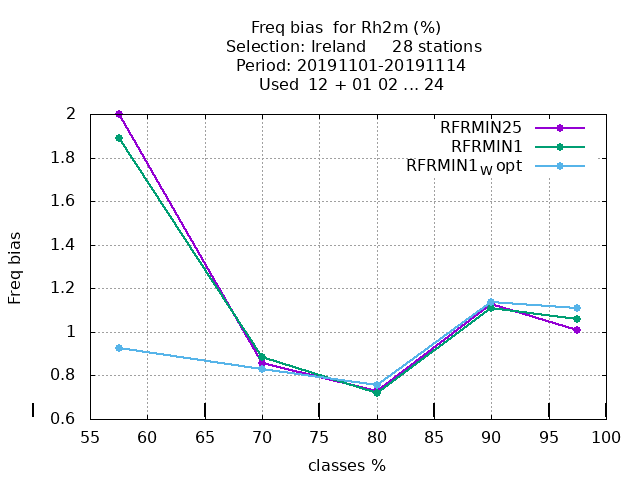 Freq bias  for Rh2m (%)
Selection: Ireland     28 stations
Period: 20191101-20191114
Used  12 + 01 02 ... 24
RFRMIN25
RFRMIN1
RFRMIN1w opt
Freq bias
2
1.8
1.6
1.4
1.2
1
0.8
0.6
55 60 65 70 75 80 85 90 95 100
classes %